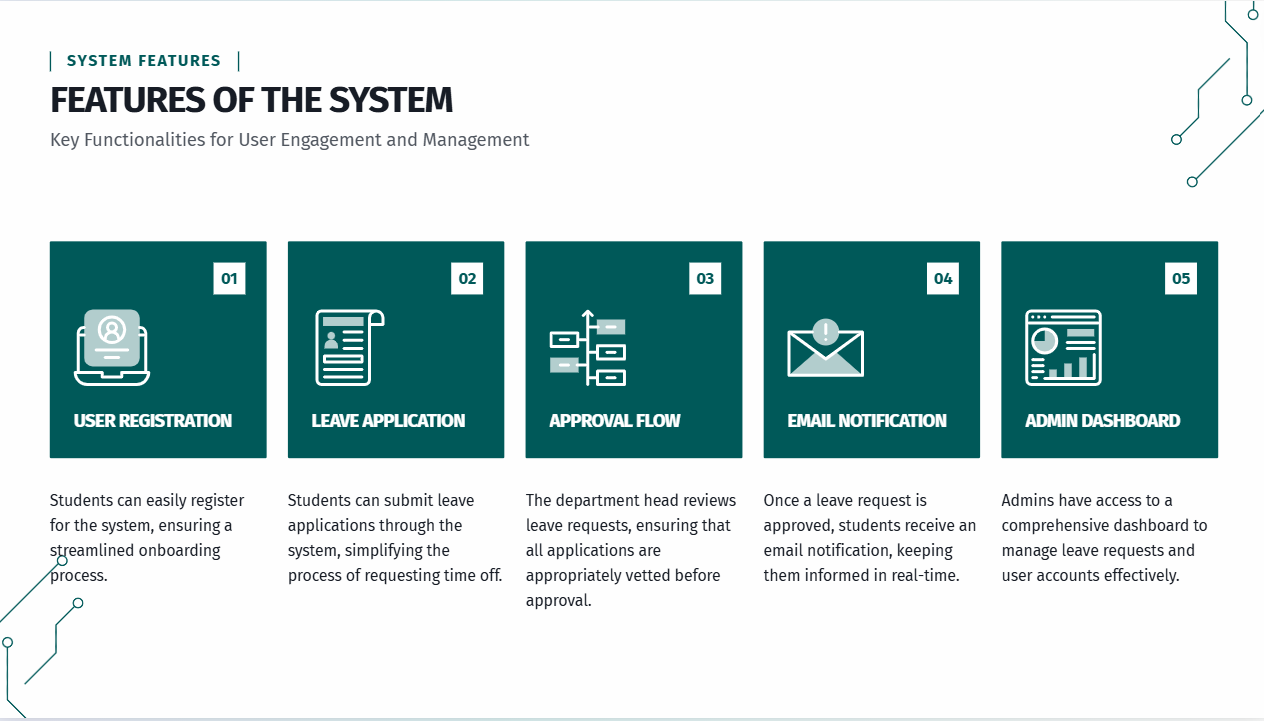 SYSTEM FEATURES
FEATURES OF THE SYSTEM
Key Functionalities for User Engagement and Management
01
USER REGISTRATION
Students can easily register
for the system, ensuring a
streamlined onboarding
process.
02
LEAVE APPLICATION
Students can submit leave
applications through the
system, simplifying the
process of requesting time off.
03
APPROVAL FLOW
The department head reviews
leave requests, ensuring that
all applications are
appropriately vetted before
approval.
04
EMAIL NOTIFICATION
Once a leave request is
approved, students receive an
email notification, keeping
them informed in real-time.
05
ADMIN DASHBOARD
Admins have access to a
comprehensive dashboard to
manage leave requests and
user accounts effectively.